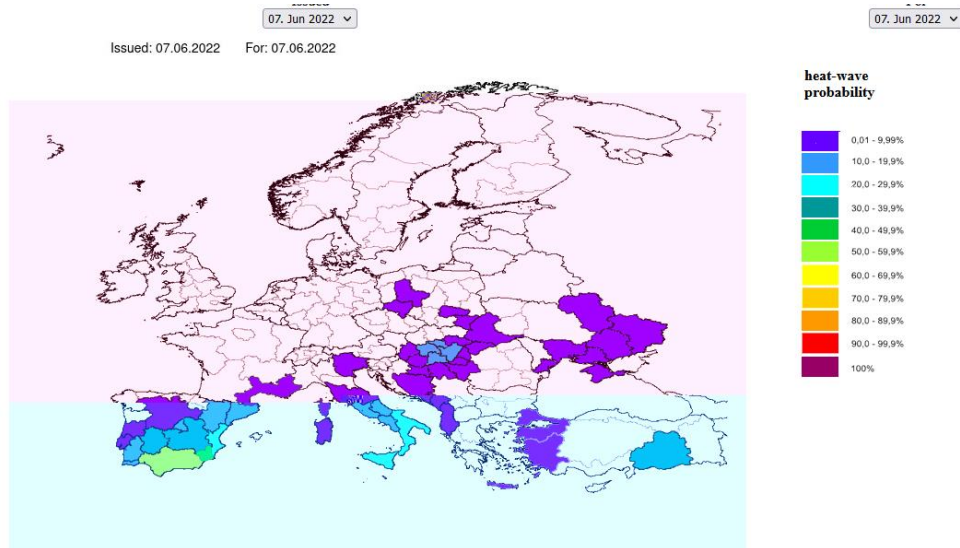 07. Jun 2022
07. Jun 2022
Issued: 07.06.2022 For: 07.06.2022
heat-wave
probability
0,01 - 9,99%
10,0 - 19,9%
20,0 - 29,9%
30,0 - 39,9%
40,0 - 49,9%
50,0 - 59,9%
60,0 - 69,9%
70,0 - 79,9%
80,0 - 89,9%
90,0 - 99,9%
100%